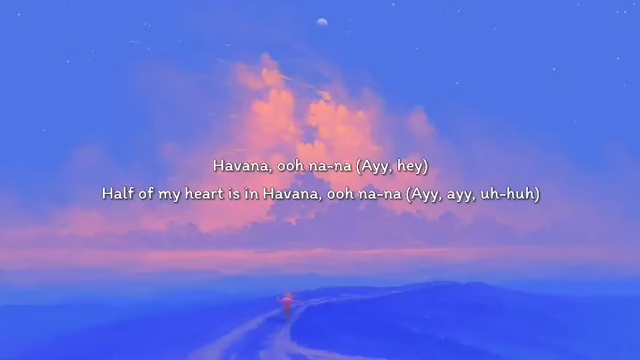 Havana, ooh na-na (Ayy, hey)
Half of my heart is in Havana, ooh na-na (Ayy, ayy, uh-huh)